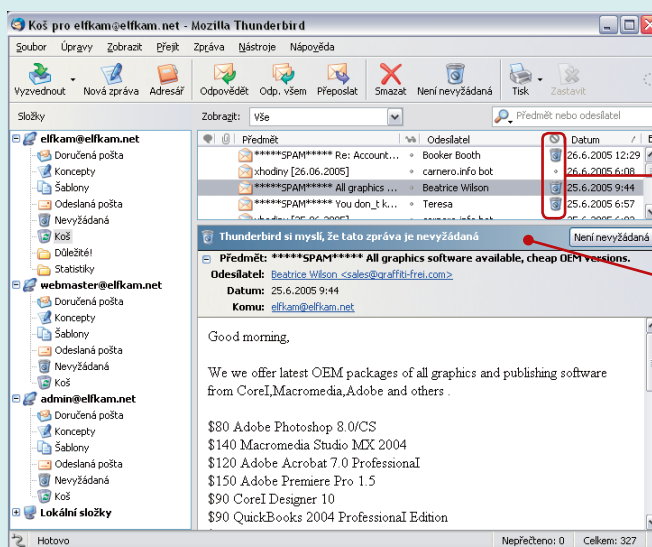 Koš pro elfkam@elfkam.net - Mozilla Thunderbird
Soubor Úpravy Zobrazit Přejít Zpráva Nástroje Nápověda
Vyzvednout Nová zpráva Adresář Odpovědět Odp. všem Přeposlat Smazat Není nevyžádaná Tisk Zastavit
Složky
Zobrazit: Vše Předmět nebo odesílatel
elfkam@elfkam.net
Doručená pošta
Koncepty
Šablony
Odeslaná pošta
Nevyžádaná
Koš
Důležité!
Statistiky
webmaster@elfkam.net
Doručená pošta
Koncepty
Šablony
Odeslaná pošta
Nevyžádaná
Koš
admin@elfkam.net
Doručená pošta
Koncepty
Šablony
Odeslaná pošta
Nevyžádaná
Koš
Lokální složky
Předmět Odesílatel Datum
*****SPAM***** Re: Account... Booker Booth 26.6.2005 12:29
xhodiny [26.06.2005] carnero.info bot 26.6.2005 6:08
*****SPAM***** All graphics ... Beatrice Wilson 25.6.2005 9:44
*****SPAM***** You don_t k... Teresa 25.6.2005 6:57
Thunderbird si myslí, že tato zpráva je nevyžádaná Není nevyžádaná
Předmět: *****SPAM***** All graphics software available, cheap OEM versions.
Odesílatel: Beatrice Wilson <sales@graffiti-frei.com>
Datum: 25.6.2005 9:44
Komu: elfkam@elfkam.net
Good morning,
We we offer latest OEM packages of all graphics and publishing software
from CoreI,Macromedia,Adobe and others .
$80 Adobe Photoshop 8.0/CS
$140 Macromedia Studio MX 2004
$120 Adobe Acrobat 7.0 ProfessionaI
$150 Adobe Premiere Pro 1.5
$90 CoreI Designer 10
$90 QuickBooks 2004 ProfessionaI Edition
Hotovo Nepřečteno: 0 Celkem: 327